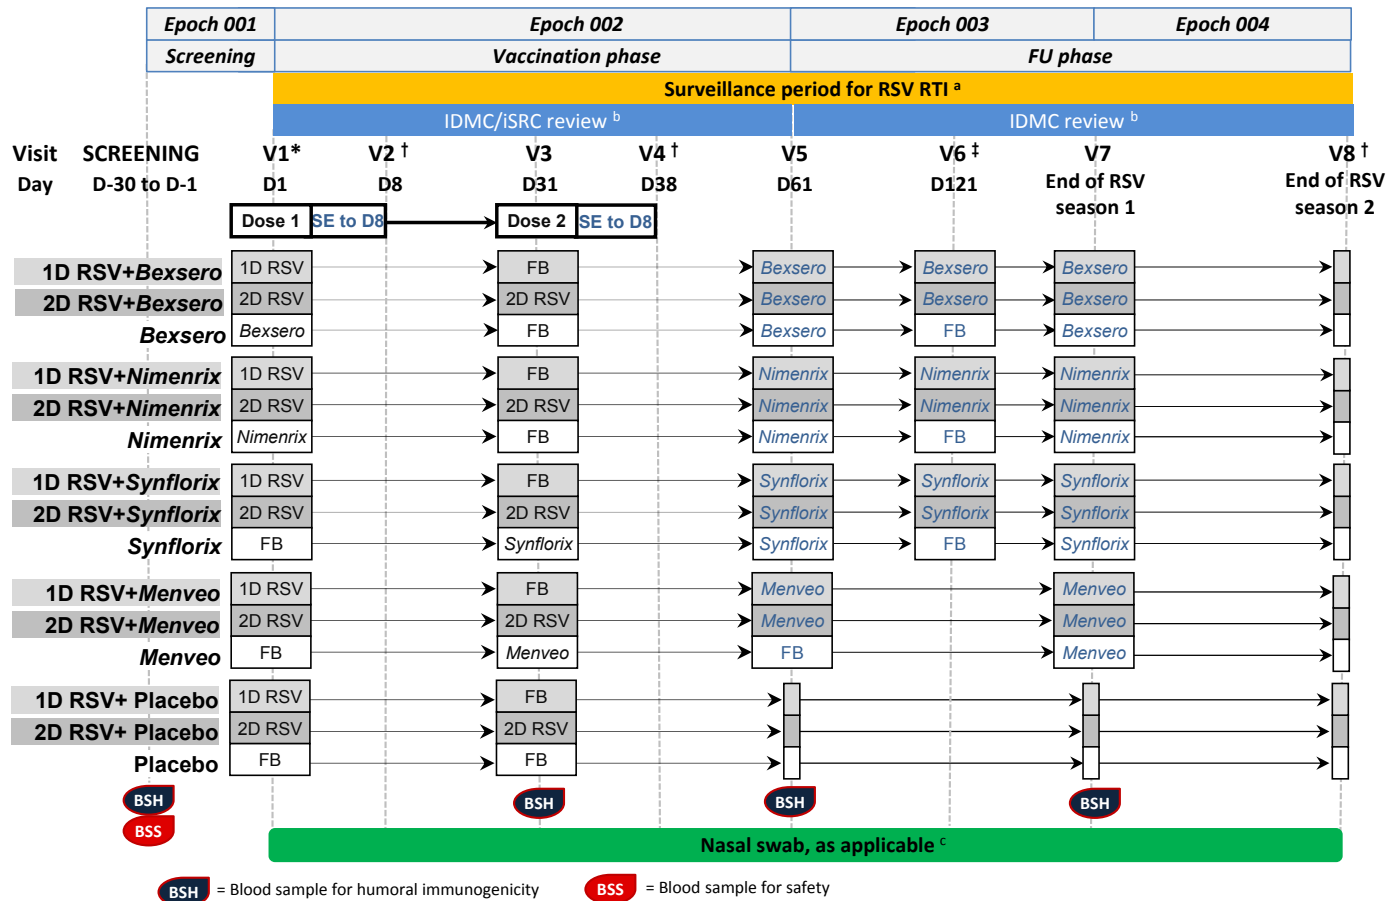 Epoch 001 Epoch 002 Epoch 003 Epoch 004
Screening Vaccination phase FU phase
Surveillance period for RSV RTI a
IDMC/iSRC review b IDMC review b
Visit SCREENING V1* V2 † V3 V4 † V5 V6 ‡ V7 V8 †
Day D-30 to D-1 D1 D8 D31 D38 D61 D121 End of RSV season 1 End of RSV season 2
Dose 1 SE to D8 Dose 2 SE to D8
1D RSV+Bexsero 1D RSV FB Bexsero Bexsero Bexsero
2D RSV+Bexsero 2D RSV 2D RSV Bexsero Bexsero Bexsero
Bexsero Bexsero FB Bexsero FB Bexsero
1D RSV+Nimenrix 1D RSV FB Nimenrix Nimenrix Nimenrix
2D RSV+Nimenrix 2D RSV 2D RSV Nimenrix Nimenrix Nimenrix
Nimenrix Nimenrix FB Nimenrix FB Nimenrix
1D RSV+Synflorix 1D RSV FB Synflorix Synflorix Synflorix
2D RSV+Synflorix 2D RSV 2D RSV Synflorix Synflorix Synflorix
Synflorix FB Synflorix Synflorix FB Synflorix
1D RSV+Menveo 1D RSV FB Menveo Menveo
2D RSV+Menveo 2D RSV 2D RSV Menveo Menveo
Menveo FB Menveo FB Menveo
1D RSV+ Placebo 1D RSV FB
2D RSV+ Placebo 2D RSV 2D RSV
Placebo FB FB
BSH BSH BSH BSH
BSS
Nasal swab, as applicable c
BSH = Blood sample for humoral immunogenicity BSS = Blood sample for safety